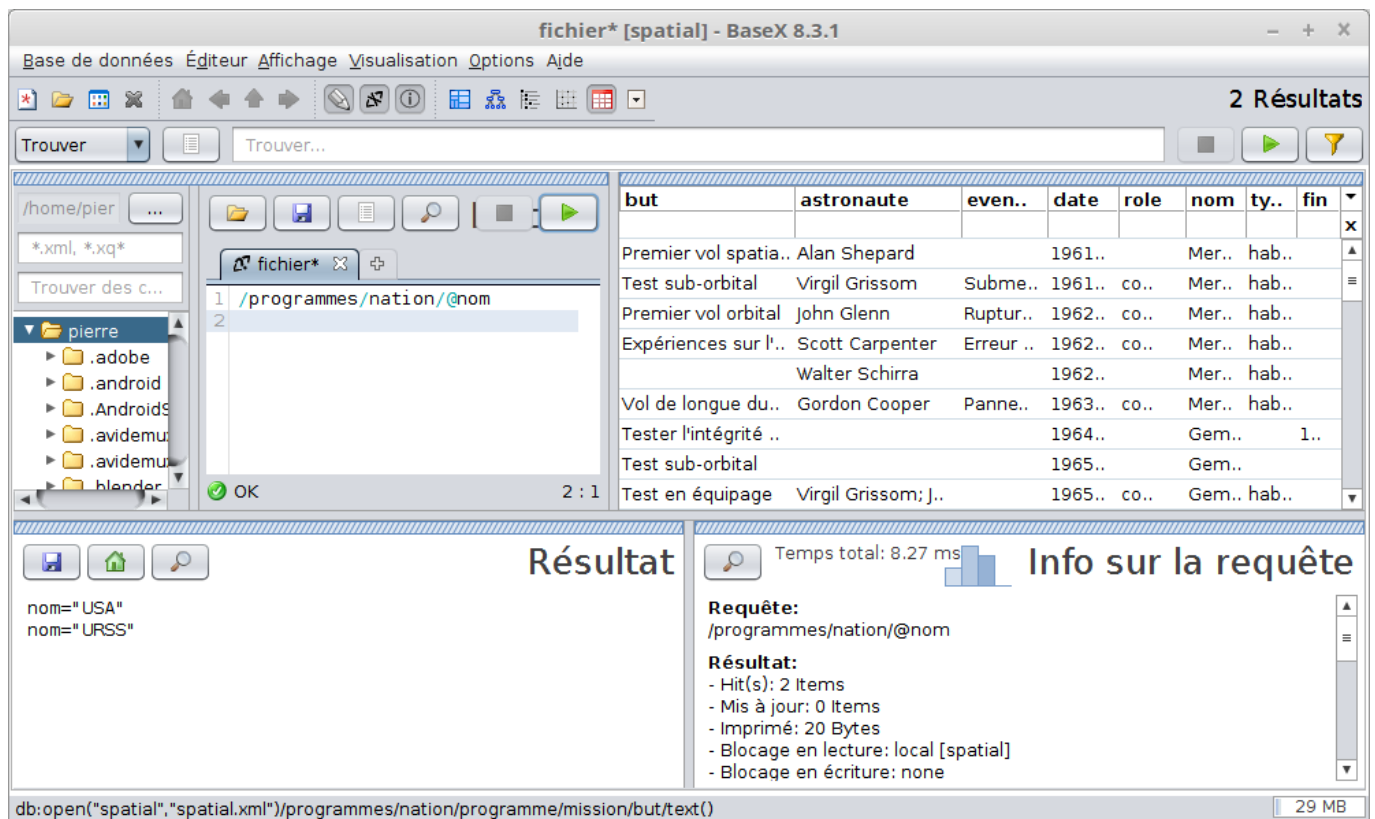 fichier* [spatial] - BaseX 8.3.1
Base de données Éditeur Affichage Visualisation Options Aide
2 Résultats
Trouver
Trouver...
/home/pier
...
*.xml, *.xq*
Trouver des c...
pierre
.adobe
.android
.AndroidS
.avidemu
.avidemu
.blender
fichier*
1 /programmes/nation/@nom
2
OK 2 : 1
but astronaute even.. date role nom ty.. fin
x
Premier vol spatia.. Alan Shepard 1961.. Mer.. hab..
Test sub-orbital Virgil Grissom Subme.. 1961.. co.. Mer.. hab..
Premier vol orbital John Glenn Ruptur.. 1962.. co.. Mer.. hab..
Expériences sur l'.. Scott Carpenter Erreur .. 1962.. co.. Mer.. hab..
Walter Schirra 1962.. Mer.. hab..
Vol de longue du.. Gordon Cooper Panne.. 1963.. co.. Mer.. hab..
Tester l'intégrité .. 1964.. Gem.. 1..
Test sub-orbital 1965.. Gem..
Test en équipage Virgil Grissom; J.. 1965.. co.. Gem.. hab..
Résultat
nom="USA"
nom="URSS"
Temps total: 8.27 ms
Info sur la requête
Requête:
/programmes/nation/@nom
Résultat:
- Hit(s): 2 Items
- Mis à jour: 0 Items
- Imprimé: 20 Bytes
- Blocage en lecture: local [spatial]
- Blocage en écriture: none
db:open("spatial","spatial.xml")/programmes/nation/programme/mission/but/text()
29 MB